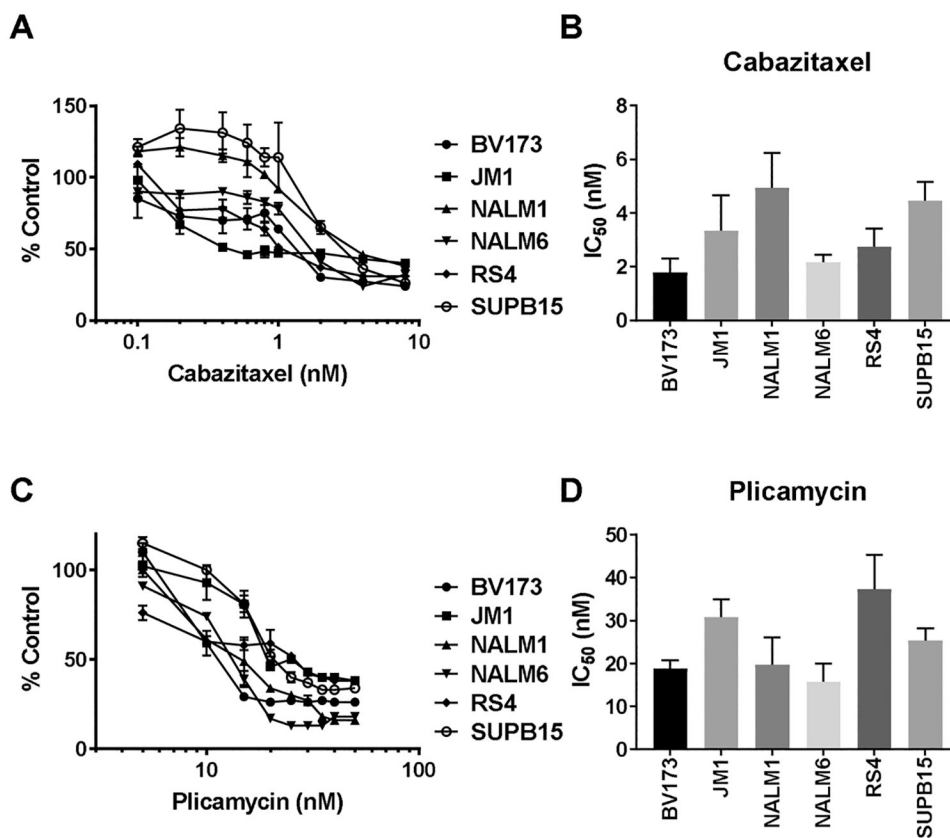 A
% Control
150
100
50
0
0.1
1
10
Cabazitaxel (nM)
BV173
JM1
NALM1
NALM6
RS4
SUPB15
B
Cabazitaxel
IC50 (nM)
8
6
4
2
0
BV173
JM1
NALM1
NALM6
RS4
SUPB15
C
% Control
100
50
0
10
100
Plicamycin (nM)
BV173
JM1
NALM1
NALM6
RS4
SUPB15
D
Plicamycin
IC50 (nM)
50
40
30
20
10
0
BV173
JM1
NALM1
NALM6
RS4
SUPB15